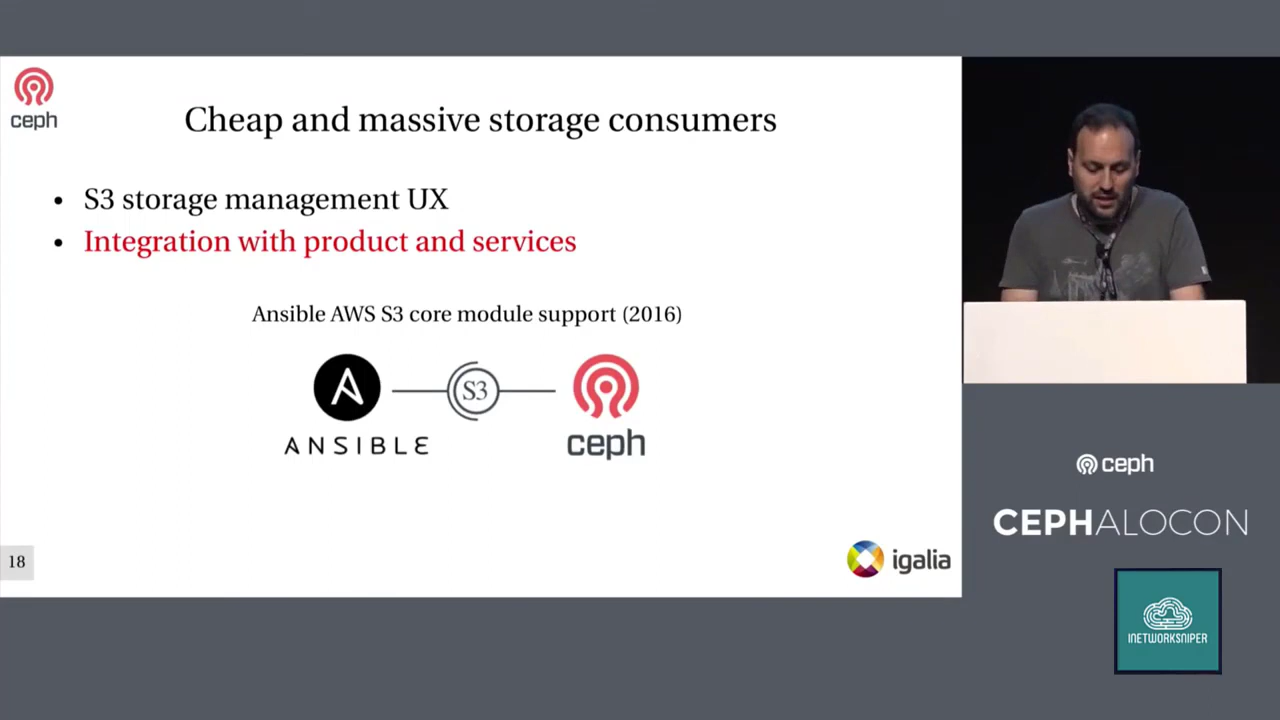 ceph
Cheap and massive storage consumers
• S3 storage management UX
• Integration with product and services
Ansible AWS S3 core module support (2016)
S3
ANSIBLE
ceph
18
igalia
ceph
CEPHALOCON
INETWORKSNIPER